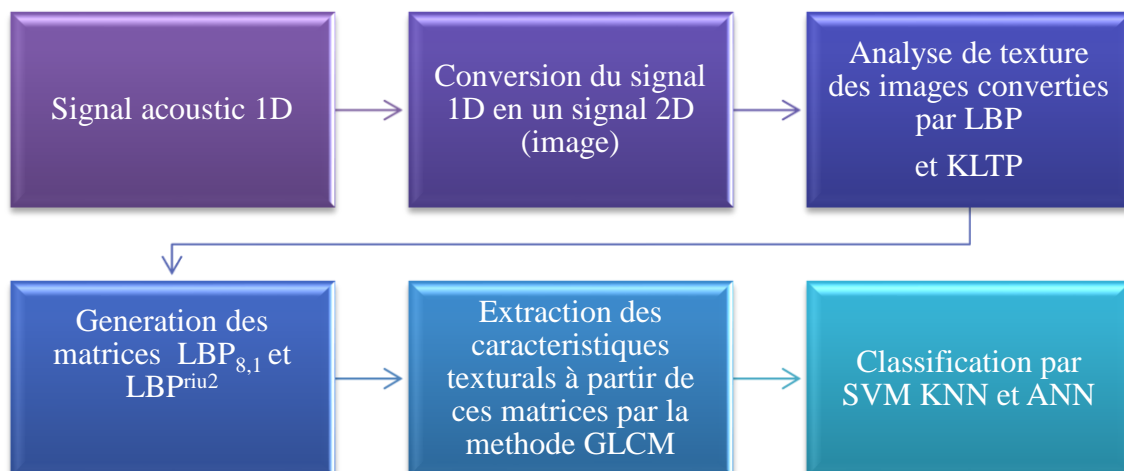 Signal acoustic 1D
Conversion du signal
1D en un signal 2D
(image)
Analyse de texture
des images converties
par LBP
et KLTP
Generation des
matrices LBP8,1 et
LBPriu2
Extraction des
caracteristiques
texturals à partir de
ces matrices par la
methode GLCM
Classification par
SVM KNN et ANN